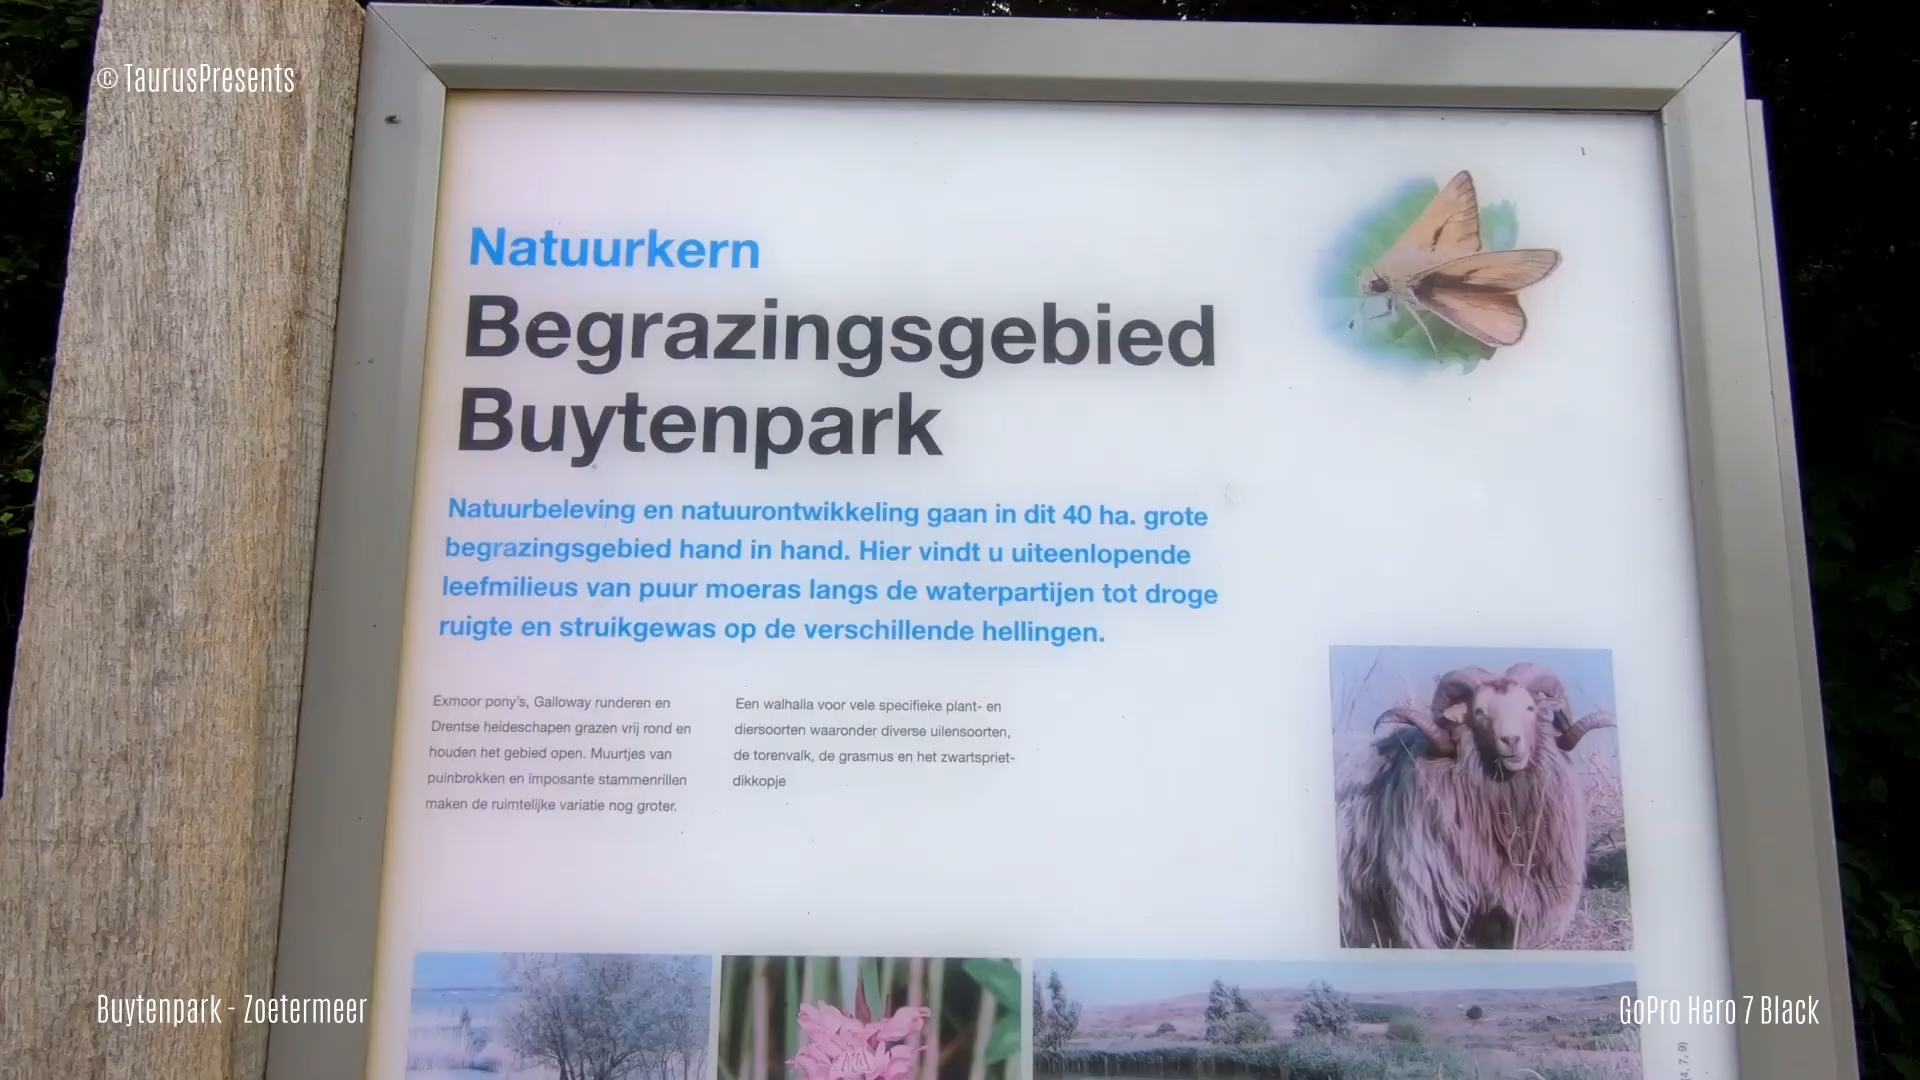 © TaurusPresents
Natuurkern
Begrazingsgebied
Buytenpark
Natuurbeleving en natuurontwikkeling gaan in dit 40 ha. grote
begrazingsgebied hand in hand. Hier vindt u uiteenlopende
leefmilieus van puur moeras langs de waterpartijen tot droge
ruigte en struikgewas op de verschillende hellingen.
Exmoor pony's, Galloway runderen en
Drentse heideschapen grazen vrij rond en
houden het gebied open. Muurtjes van
puinbrokken en imposante stammenrillen
maken de ruimtelijke variatie nog groter.
Een walhalla voor vele specifieke plant- en
diersoorten waaronder diverse uilensoorten,
de torenvalk, de grasmus en het zwartspriet-
dikkopje
Buytenpark - Zoetermeer
GoPro Hero 7 Black